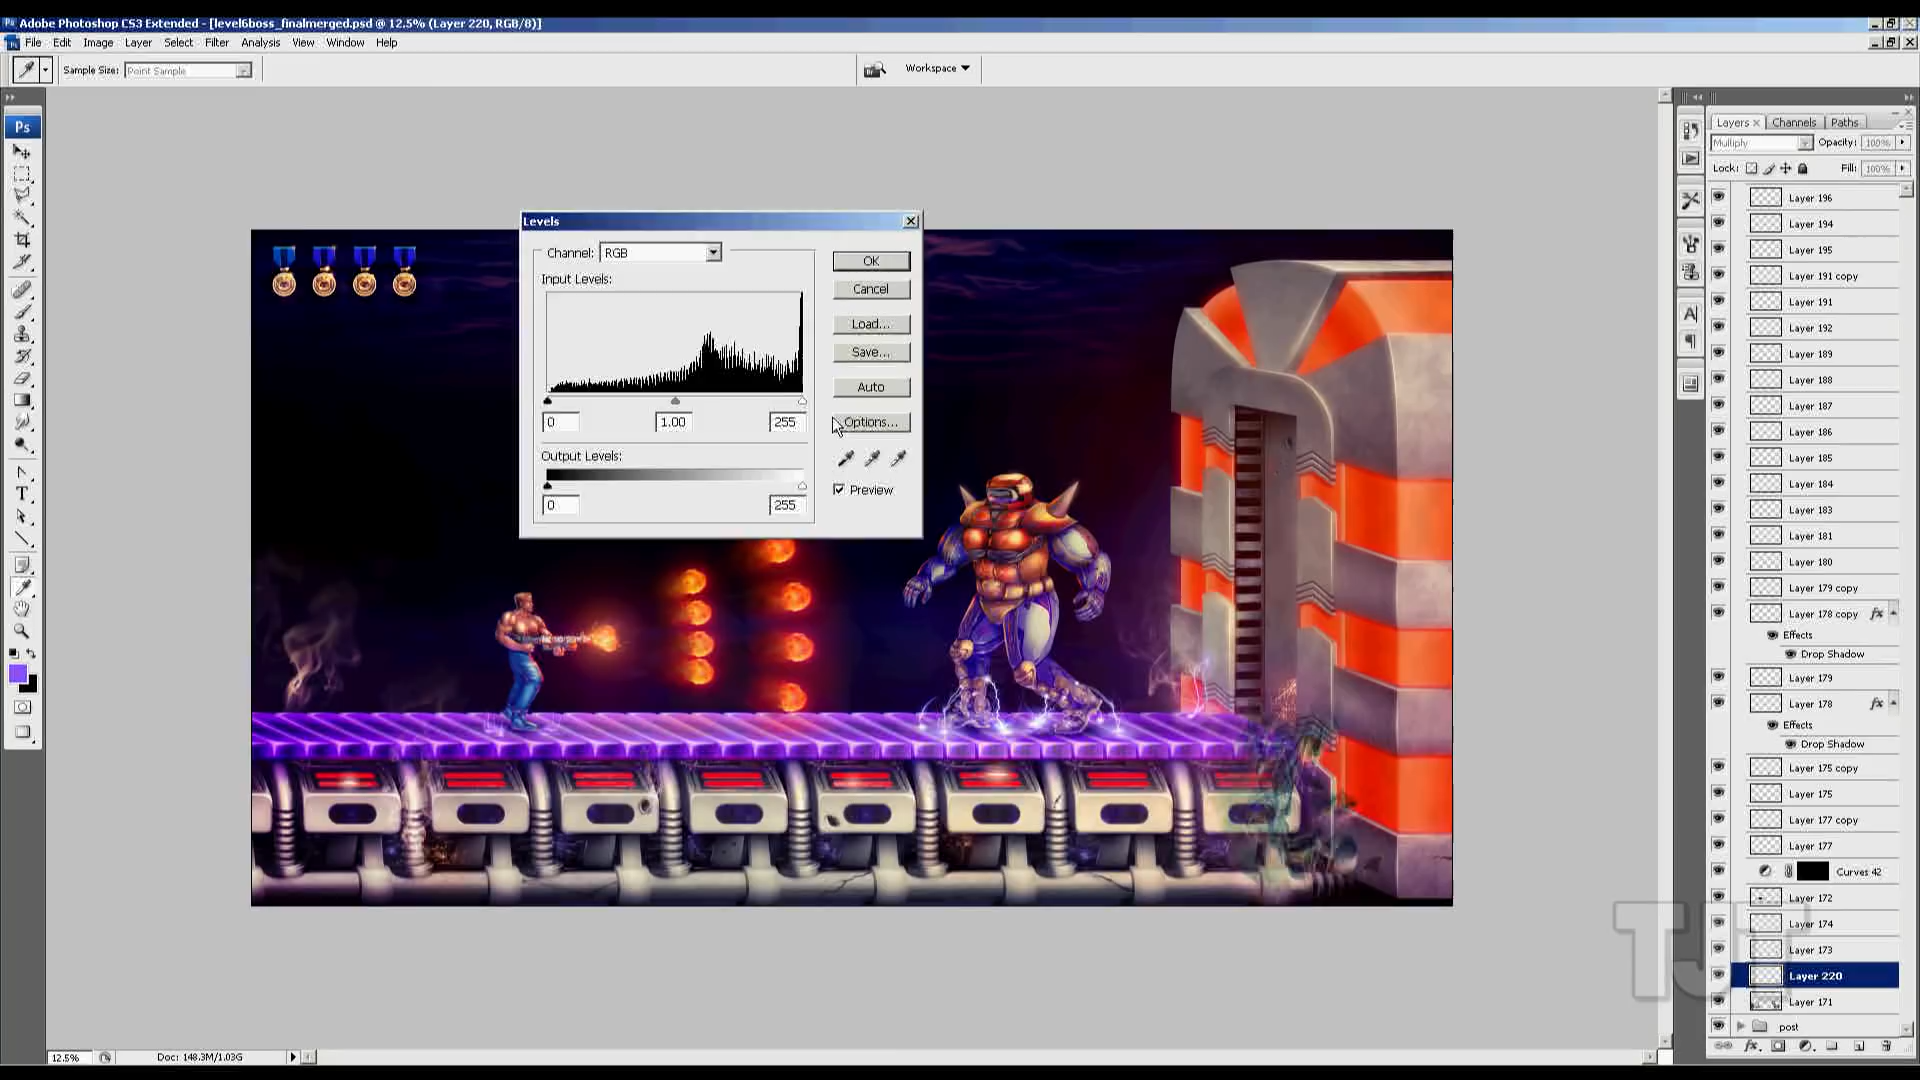 Adobe Photoshop CS3 Extended - [level6boss_finalmerged.psd @ 12.5% (Layer 220, RGB/8)]
File Edit Image Layer Select Filter Analysis View Window Help
Sample Size: Point Sample
Workspace
Ps
Layers Channels Paths
Multiply Opacity: 100%
Lock: Fill: 100%
Levels
Channel: RGB
Input Levels:
0 1.00 255
Output Levels:
0 255
OK
Cancel
Load...
Save...
Auto
Options...
Preview
Layer 196
Layer 194
Layer 195
Layer 191 copy
Layer 191
Layer 192
Layer 189
Layer 188
Layer 187
Layer 186
Layer 185
Layer 184
Layer 183
Layer 181
Layer 180
Layer 179 copy
Layer 178 copy fx
Effects
Drop Shadow
Layer 179
Layer 178 fx
Effects
Drop Shadow
Layer 175 copy
Layer 175
Layer 177 copy
Layer 177
Curves 42
Layer 172
Layer 174
Layer 173
Layer 220
Layer 171
post
TJT
12.5% Doc: 148.3M/1.03G